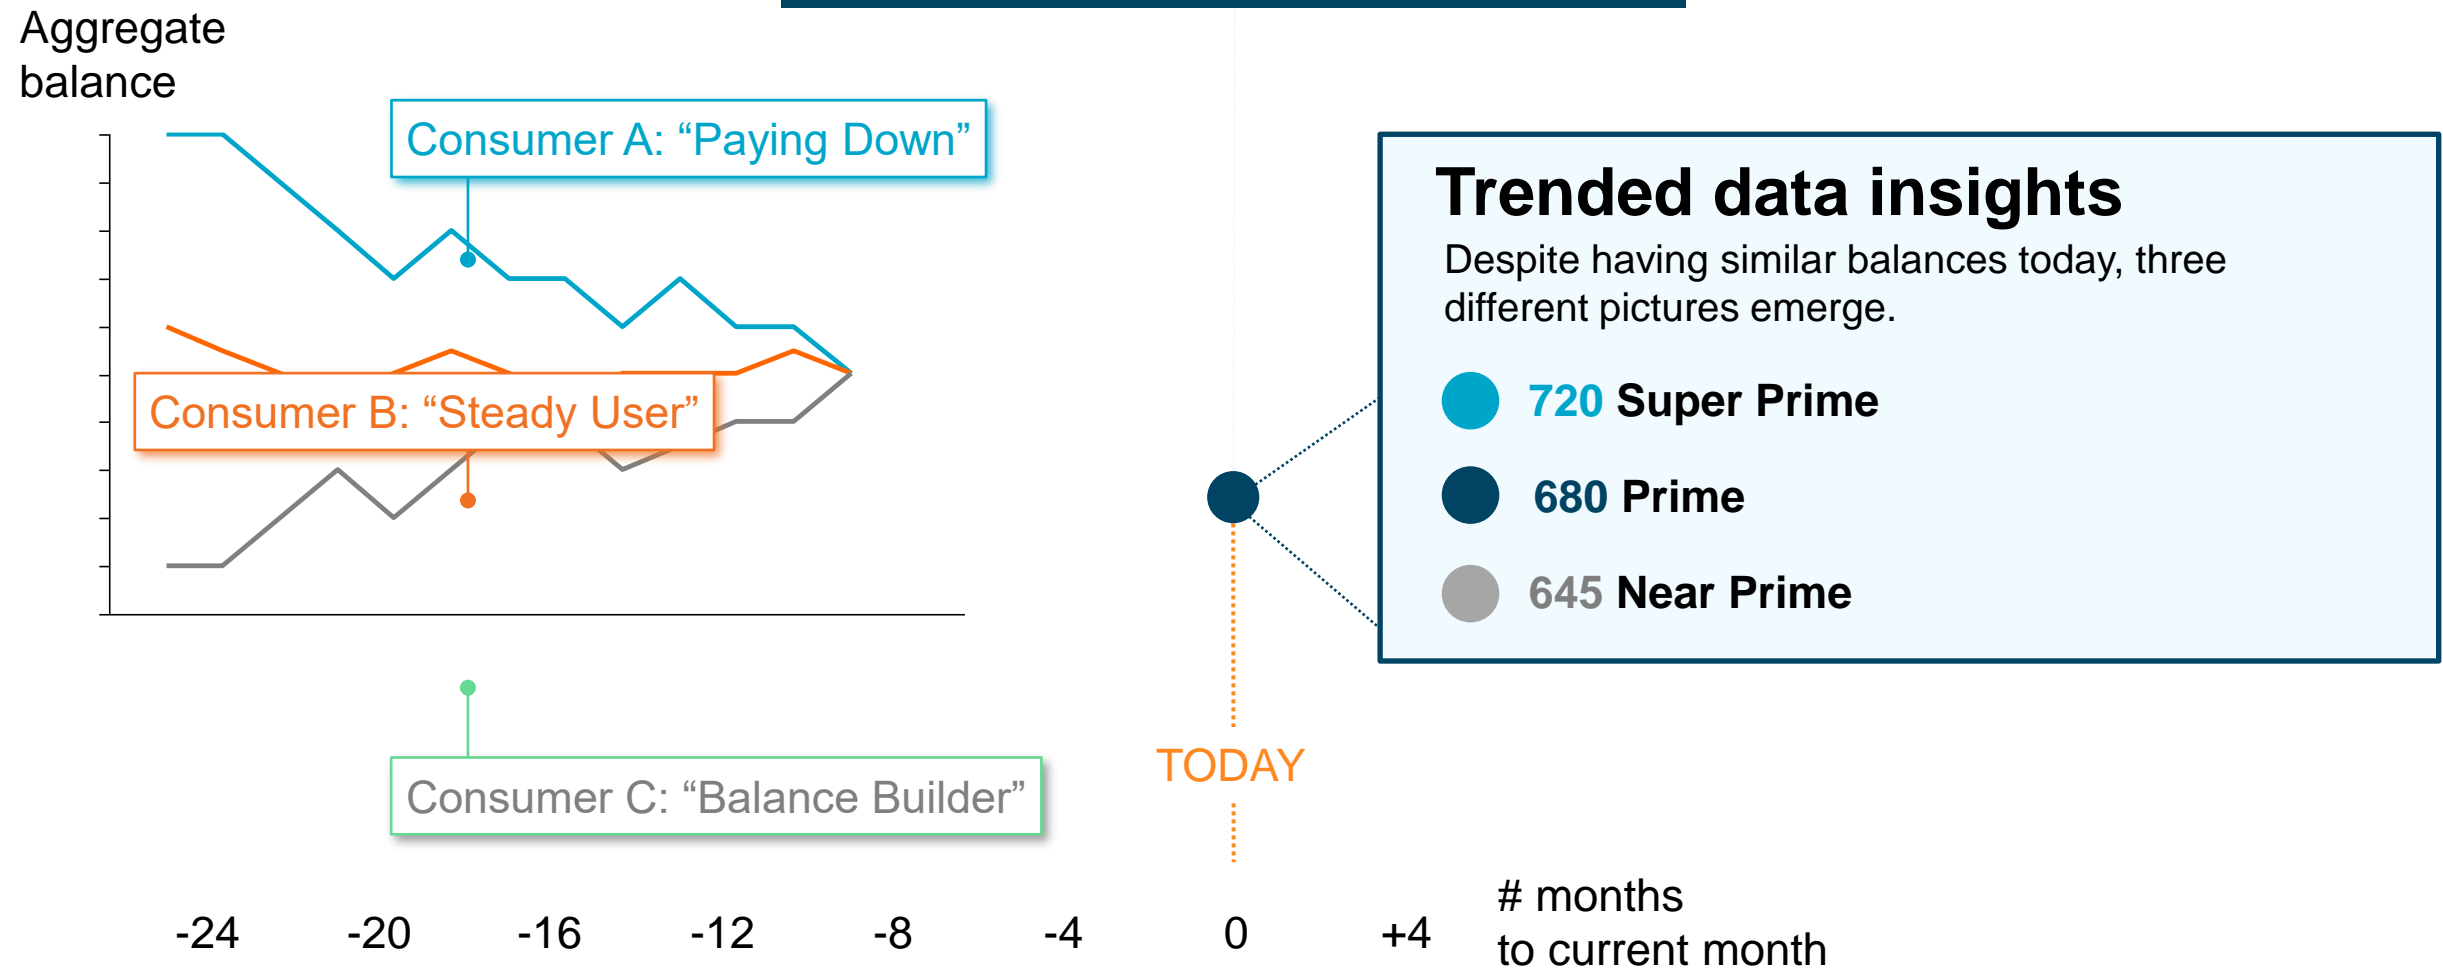 Aggregate
balance
Consumer A: “Paying Down”
Consumer B: “Steady User”
Consumer C: “Balance Builder”
TODAY
Trended data insights
Despite having similar balances today, three
different pictures emerge.
720 Super Prime
680 Prime
645 Near Prime
-24 -20 -16 -12 -8 -4 0 +4
# months
to current month